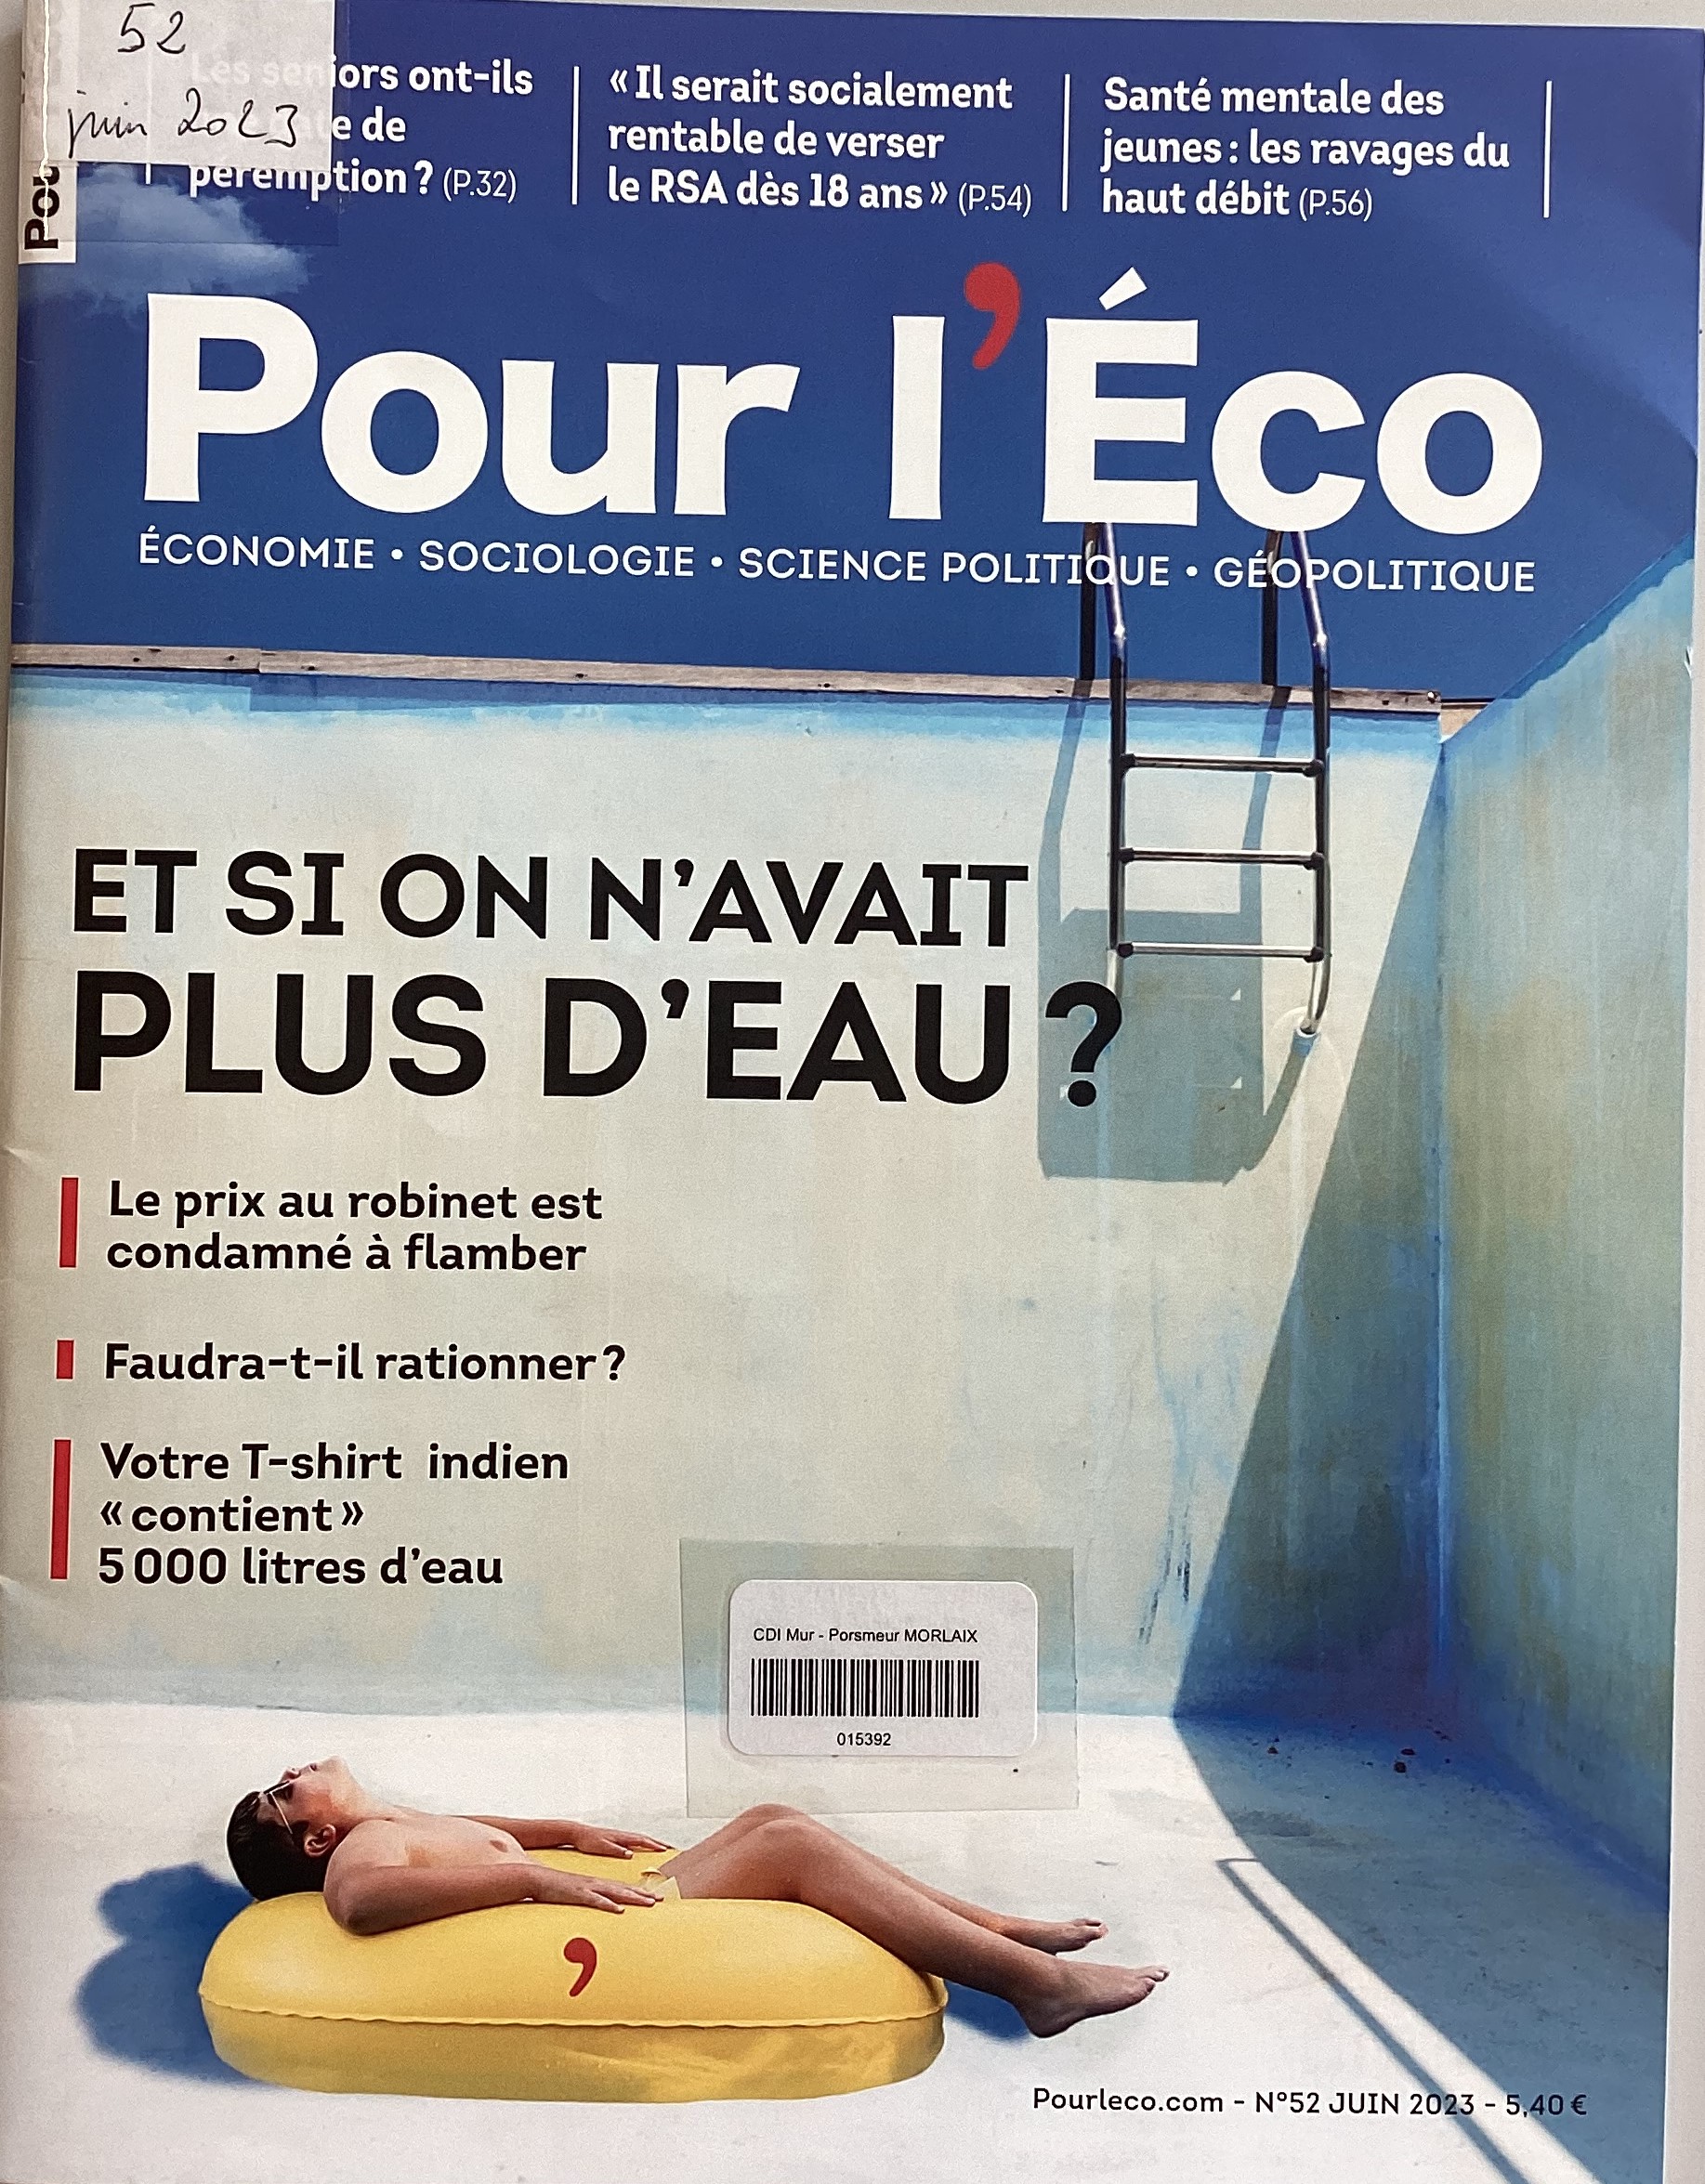 52
juin 2023
Les seniors ont-ils
e de
péremption ? (P.32)
« Il serait socialement
rentable de verser
le RSA dès 18 ans » (P.54)
Santé mentale des
jeunes : les ravages du
haut débit (P.56)
Pou
Pour l'Éco
ÉCONOMIE • SOCIOLOGIE • SCIENCE POLITIQUE • GÉOPOLITIQUE
ET SI ON N'AVAIT
PLUS D'EAU ?
Le prix au robinet est
condamné à flamber
Faudra-t-il rationner ?
Votre T-shirt indien
« contient »
5 000 litres d'eau
CDI Mur - Porsmeur MORLAIX
015392
Pourleco.com - N°52 JUIN 2023 - 5,40 €